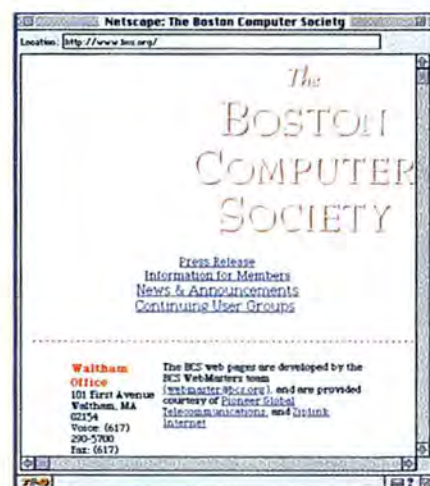 Netscape: The Boston Computer Society
Location: http://www.bcs.org/
The
BOSTON
COMPUTER
SOCIETY
Press Release
Information for Members
News & Announcements
Continuing User Groups
Waltham
Office
101 First Avenue
Waltham, MA
02154
Voice: (617)
290-5700
Fax: (617)
The BCS web pages are developed by the
BCS WebMasters team
(webmaster@bcs.org), and are provided
courtesy of Pioneer Global
Telecommunications, and Ziplink
Internet